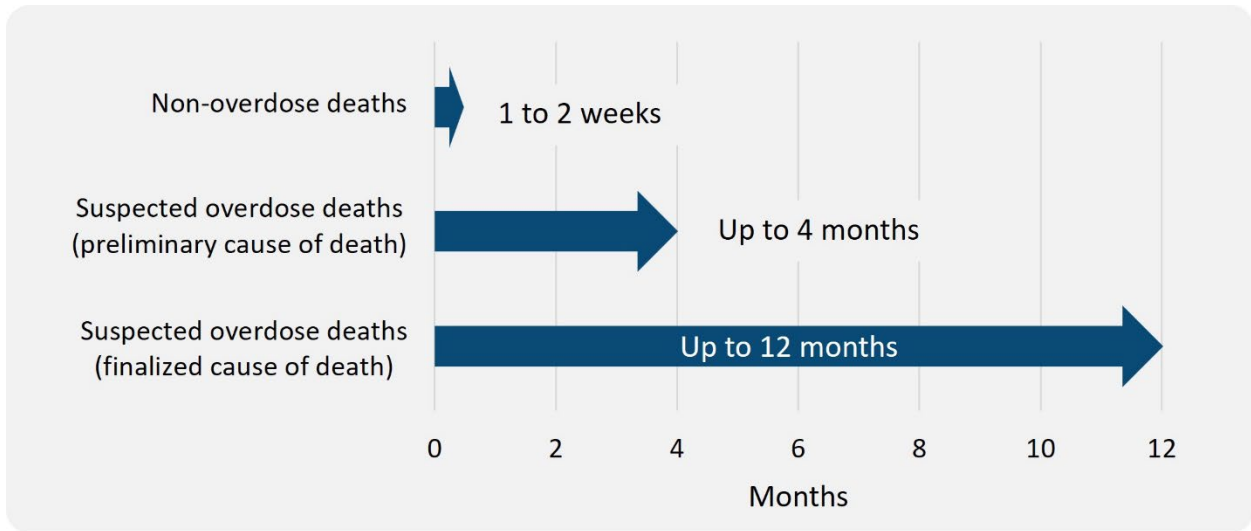 Non-overdose deaths
1 to 2 weeks
Suspected overdose deaths
(preliminary cause of death)
Up to 4 months
Suspected overdose deaths
(finalized cause of death)
Up to 12 months
0 2 4 6 8 10 12
Months